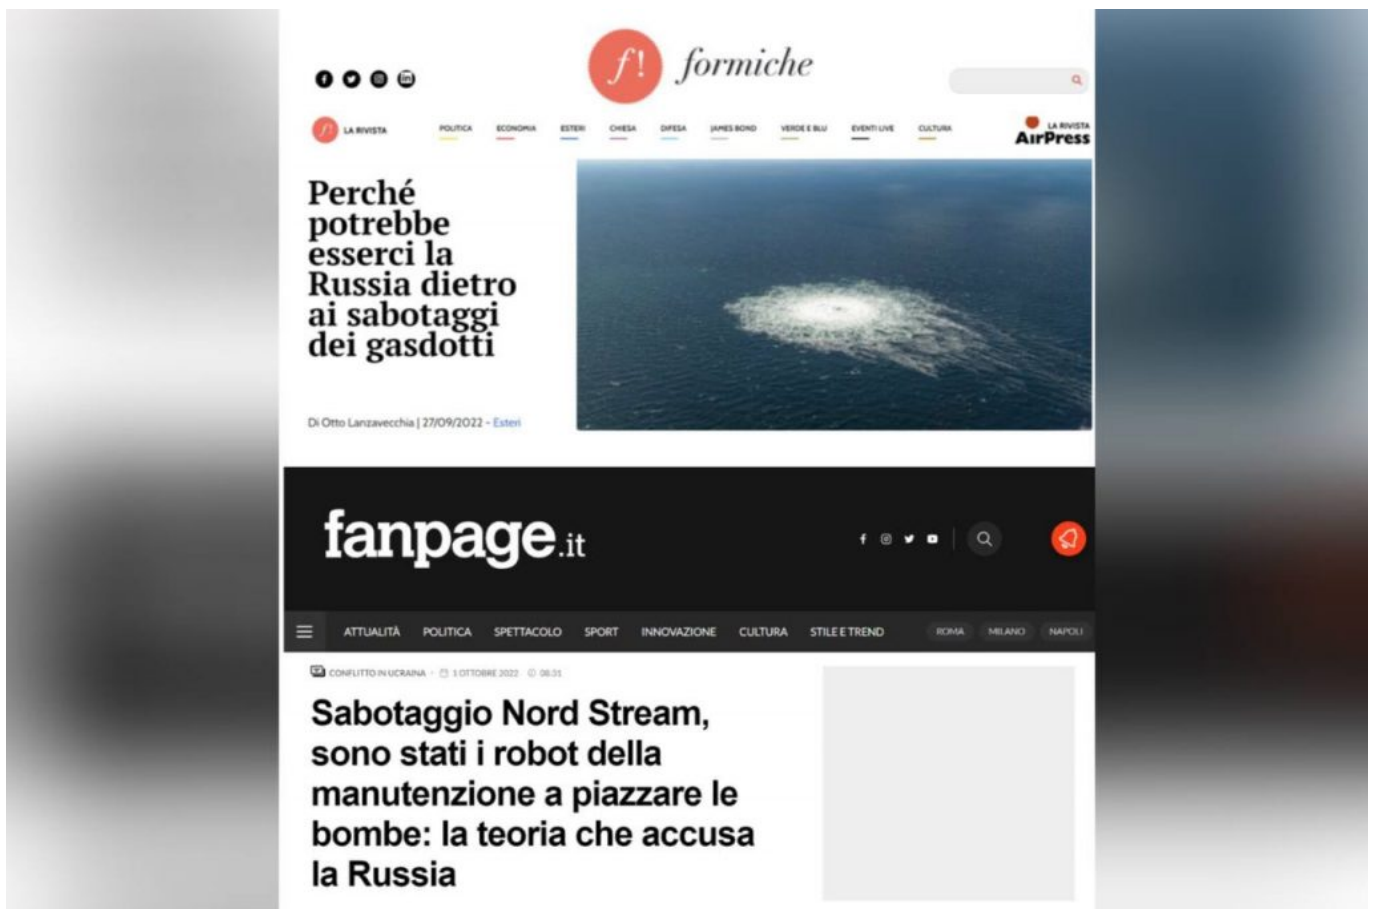 f! formiche
f! LA RIVISTA
POLITICA ECONOMIA ESTERI CHIESA DIFESA JAMES BOND VERDE E BLU EVENTI LIVE CULTURA
LA RIVISTA
AIrPress
Perché
potrebbe
esserci la
Russia dietro
ai sabotaggi
dei gasdotti
Di Otto Lanzavecchia | 27/09/2022 - Esteri
fanpage.it
ATTUALITÀ POLITICA SPETTACOLO SPORT INNOVAZIONE CULTURA STILE E TREND ROMA MILANO NAPOLI
CONFLITTO IN UCRAINA · 1 OTTOBRE 2022 08:31
Sabotaggio Nord Stream,
sono stati i robot della
manutenzione a piazzare le
bombe: la teoria che accusa
la Russia